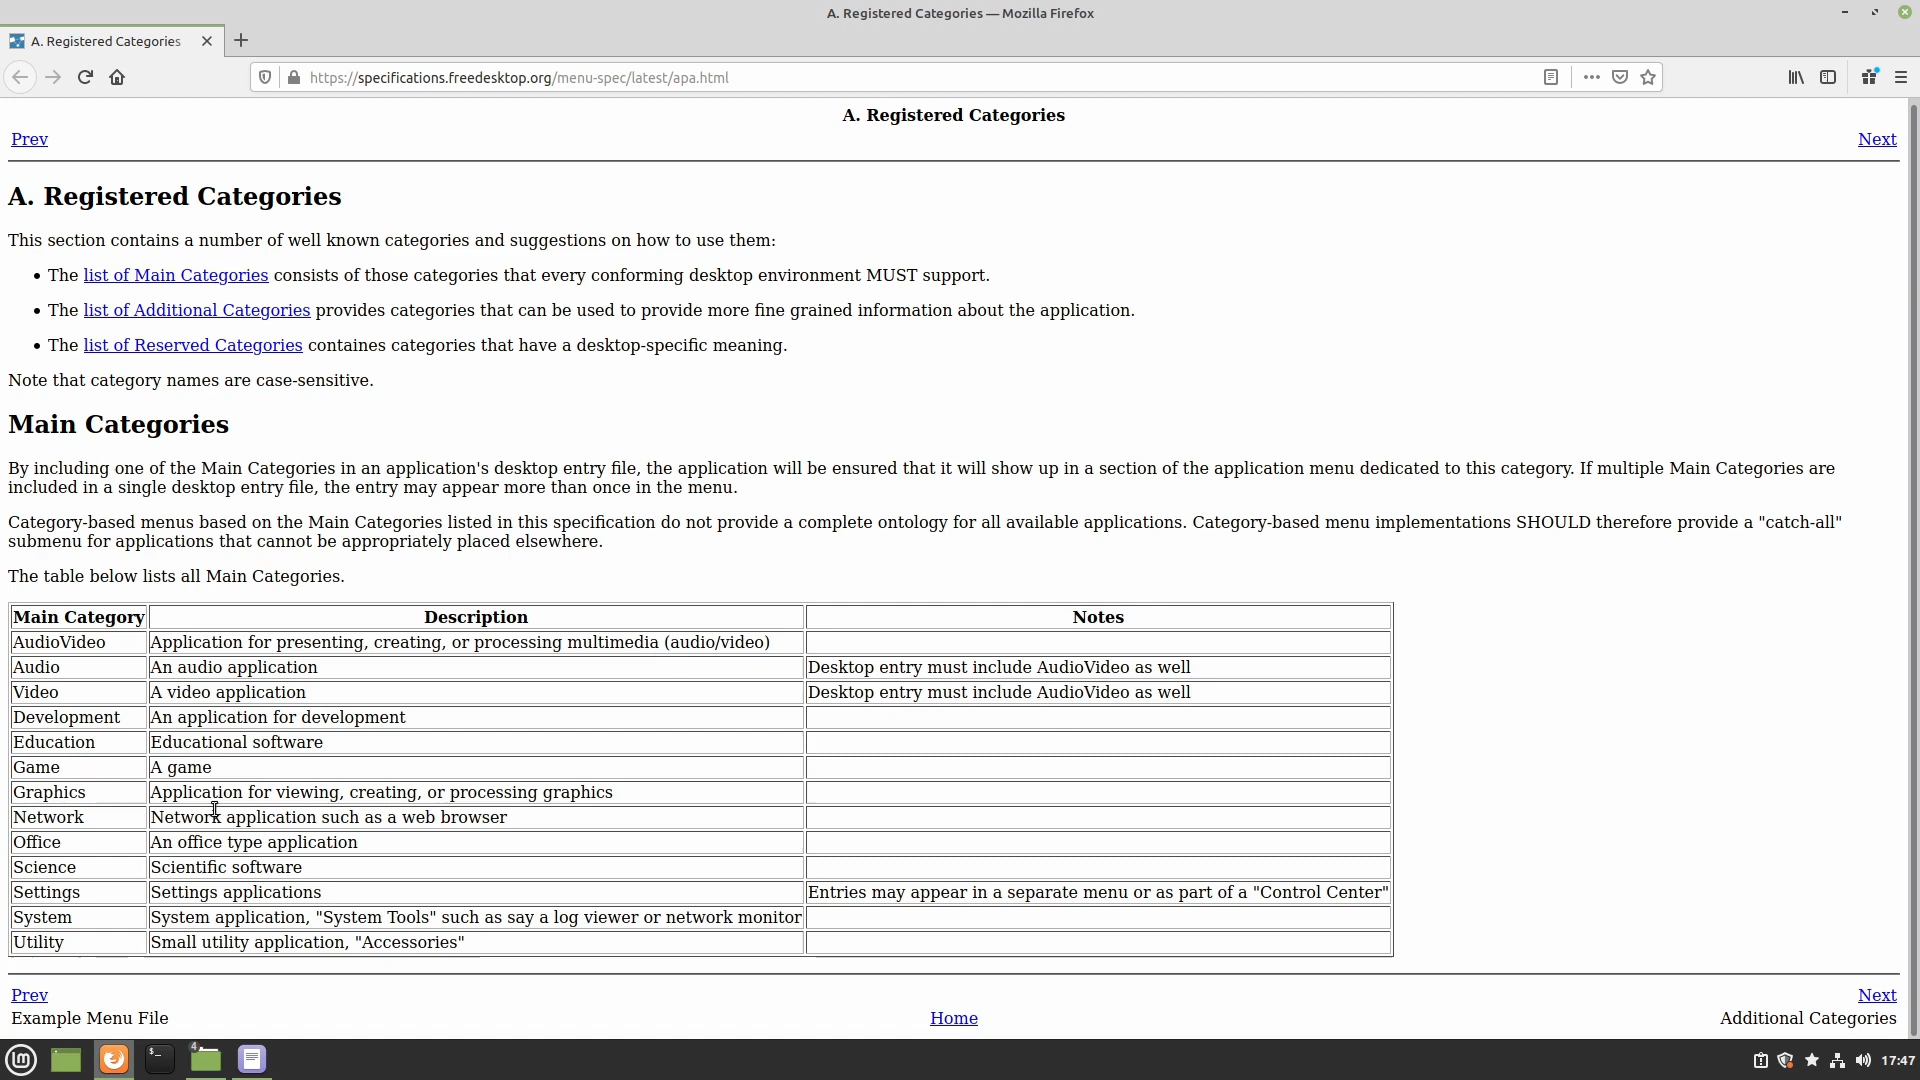 A. Registered Categories — Mozilla Firefox
A. Registered Categories
https://specifications.freedesktop.org/menu-spec/latest/apa.html
A. Registered Categories
Prev Next
A. Registered Categories
This section contains a number of well known categories and suggestions on how to use them:
• The list of Main Categories consists of those categories that every conforming desktop environment MUST support.
• The list of Additional Categories provides categories that can be used to provide more fine grained information about the application.
• The list of Reserved Categories containes categories that have a desktop-specific meaning.
Note that category names are case-sensitive.
Main Categories
By including one of the Main Categories in an application's desktop entry file, the application will be ensured that it will show up in a section of the application menu dedicated to this category. If multiple Main Categories are
included in a single desktop entry file, the entry may appear more than once in the menu.
Category-based menus based on the Main Categories listed in this specification do not provide a complete ontology for all available applications. Category-based menu implementations SHOULD therefore provide a "catch-all"
submenu for applications that cannot be appropriately placed elsewhere.
The table below lists all Main Categories.
Main Category Description Notes
AudioVideo Application for presenting, creating, or processing multimedia (audio/video)
Audio An audio application Desktop entry must include AudioVideo as well
Video A video application Desktop entry must include AudioVideo as well
Development An application for development
Education Educational software
Game A game
Graphics Application for viewing, creating, or processing graphics
Network Network application such as a web browser
Office An office type application
Science Scientific software
Settings Settings applications Entries may appear in a separate menu or as part of a "Control Center"
System System application, "System Tools" such as say a log viewer or network monitor
Utility Small utility application, "Accessories"
Prev Next
Example Menu File Home Additional Categories
4
17:47